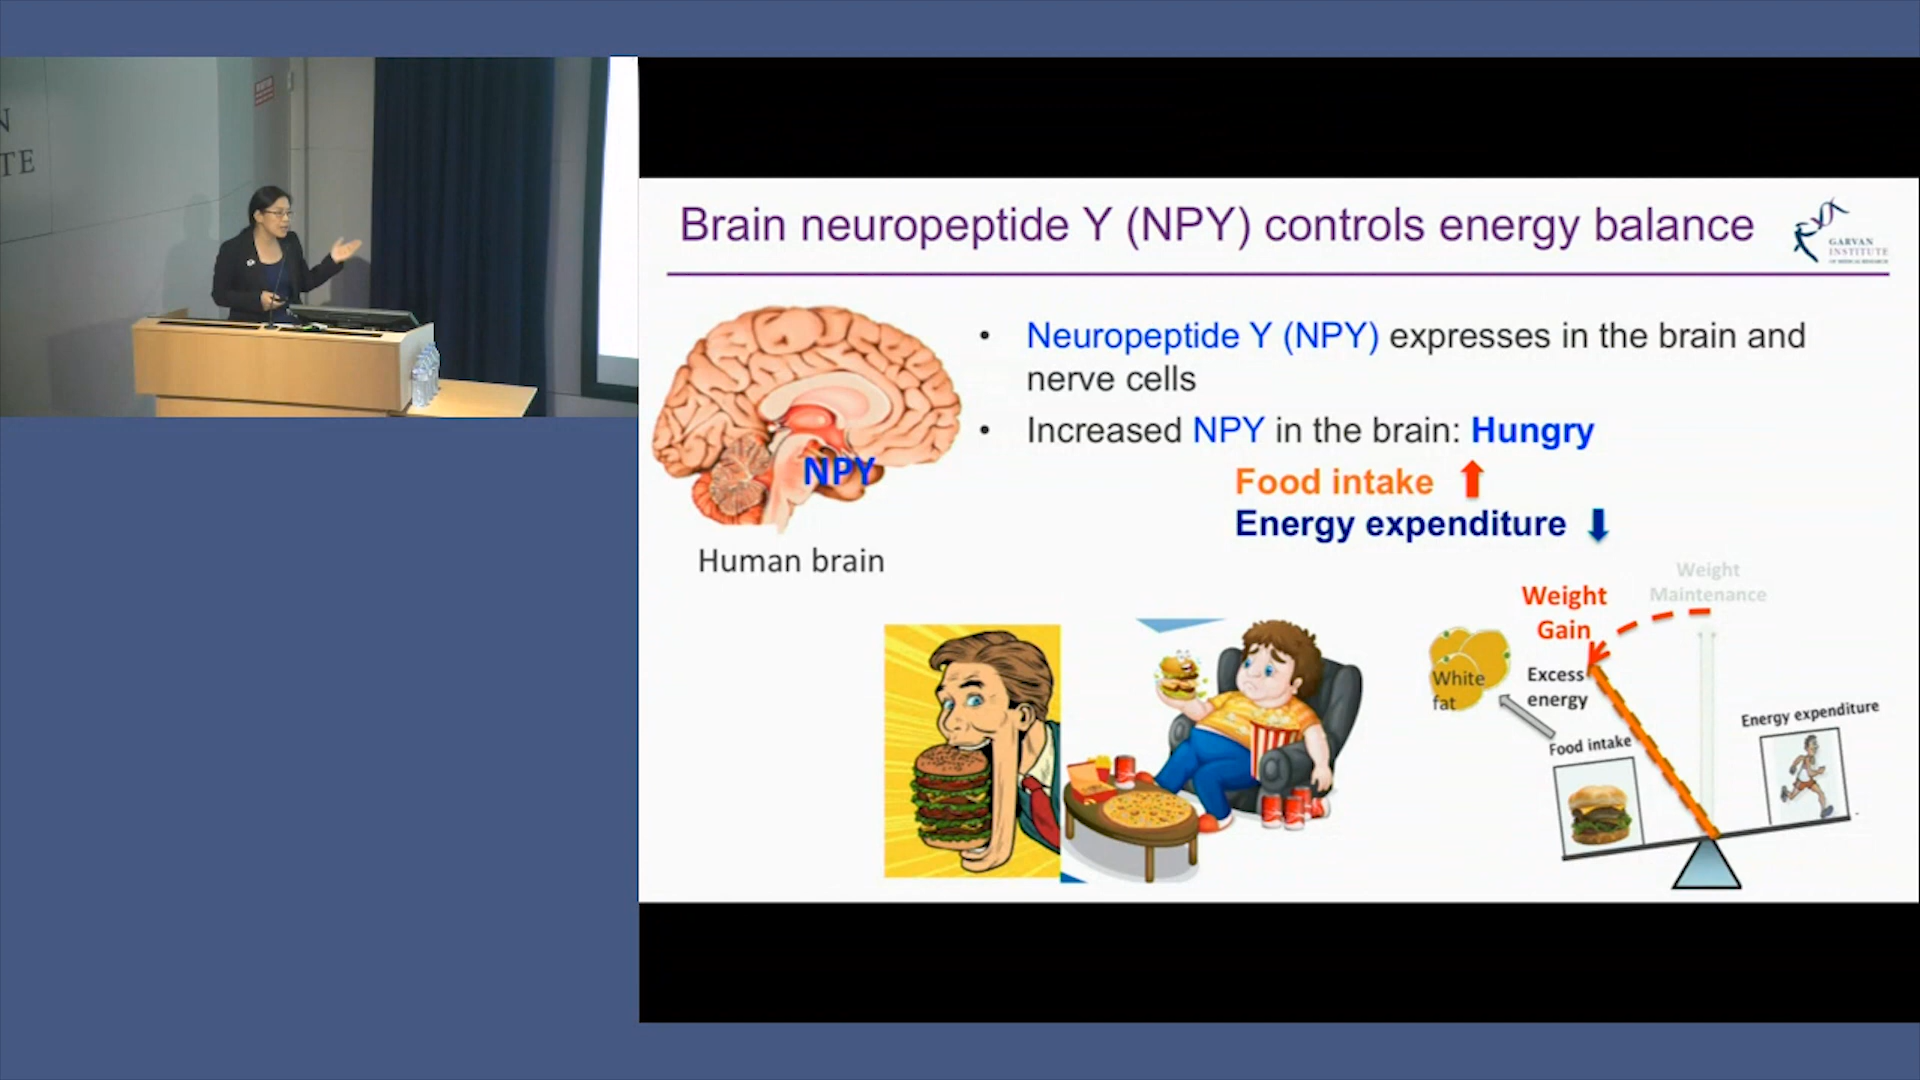 N
TE
Brain neuropeptide Y (NPY) controls energy balance
GARVAN
INSTITUTE
OF MEDICAL RESEARCH
• Neuropeptide Y (NPY) expresses in the brain and
nerve cells
• Increased NPY in the brain: Hungry
Food intake
Energy expenditure
NPY
Human brain
Weight
Maintenance
Weight
Gain
White
fat
Excess
energy
Food intake
Energy expenditure